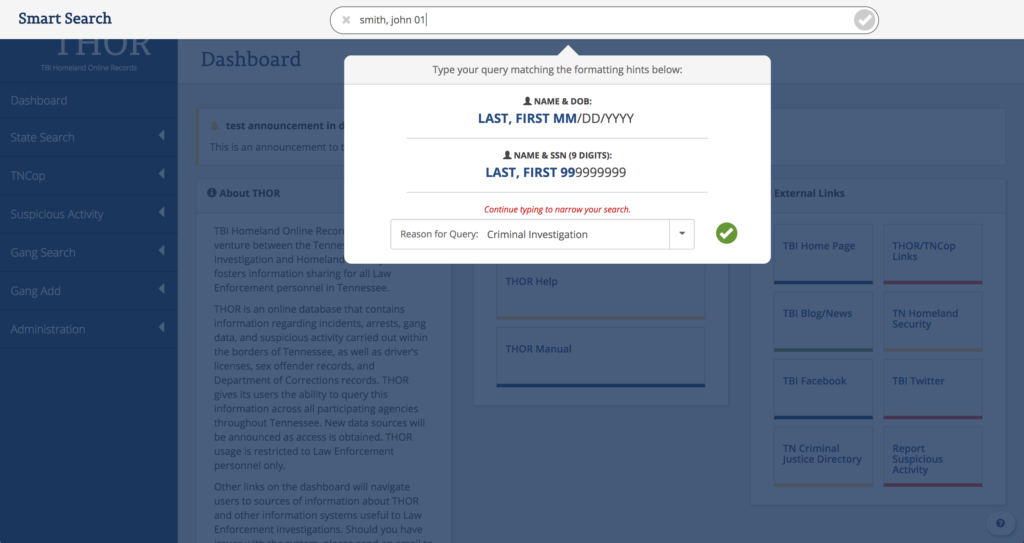 Smart Search
smith, john 01
THOR
TBI Homeland Online Records
Dashboard
State Search
TNCop
Suspicious Activity
Gang Search
Gang Add
Administration
Dashboard
test announcement in d
This is an announcement to t
Type your query matching the formatting hints below:
NAME & DOB:
LAST, FIRST MM/DD/YYYY
NAME & SSN (9 DIGITS):
LAST, FIRST 999999999
Continue typing to narrow your search.
Reason for Query: Criminal Investigation
About THOR
TBI Homeland Online Recor
venture between the Tennes
Investigation and Homeland
fosters information sharing for all Law
Enforcement personnel in Tennessee.
THOR is an online database that contains
information regarding incidents, arrests, gang
data, and suspicious activity carried out within
the borders of Tennessee, as well as driver's
licenses, sex offender records, and
Department of Corrections records. THOR
gives its users the ability to query this
information across all participating agencies
throughout Tennessee. New data sources will
be announced as access is obtained. THOR
usage is restricted to Law Enforcement
personnel only.
Other links on the dashboard will navigate
users to sources of information about THOR
and other information systems useful to Law
Enforcement investigations. Should you have
THOR Help
THOR Manual
External Links
TBI Home Page
THOR/TNCop
Links
TBI Blog/News
TN Homeland
Security
TBI Facebook
TBI Twitter
TN Criminal
Justice Directory
Report
Suspicious
Activity